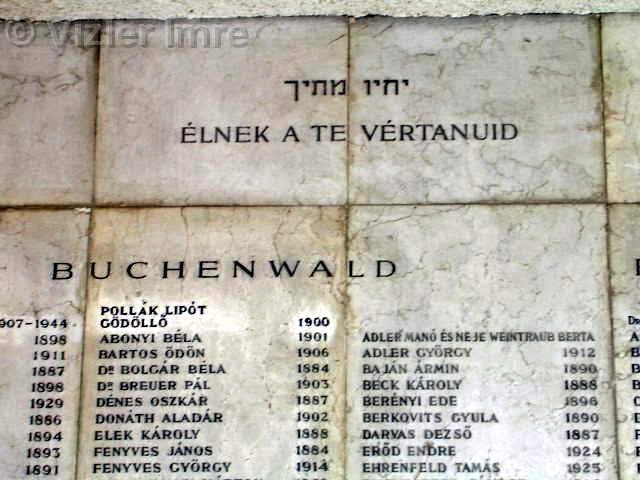 © Vizler Imre
יחיו מתיך
ÉLNEK A TE VÉRTANUID
BUCHENWALD
1907-1944
1898
1911
1887
1898
1929
1886
1894
1893
1891
POLLÁK LIPÓT
GÖDÖLLŐ 1900
ABONYI BÉLA 1901
BARTOS ÖDÖN 1906
DR BOLGÁR BÉLA 1884
DR BREUER PÁL 1903
DÉNES OSZKÁR 1887
DONÁTH ALADÁR 1902
ELEK KÁROLY 1888
FENYVES JÁNOS 1884
FENYVES GYÖRGY 1914
ADLER MANÓ ÉS NEJE WEINTRAUB BERTA
ADLER GYÖRGY 1912
BAJÁN ÁRMIN 1890
BECK KÁROLY 1888
BERÉNYI EDE 1896
BERKOVITS GYULA 1890
DARVAS DEZSŐ 1887
ERŐD ENDRE 1924
EHRENFELD TAMÁS 1925